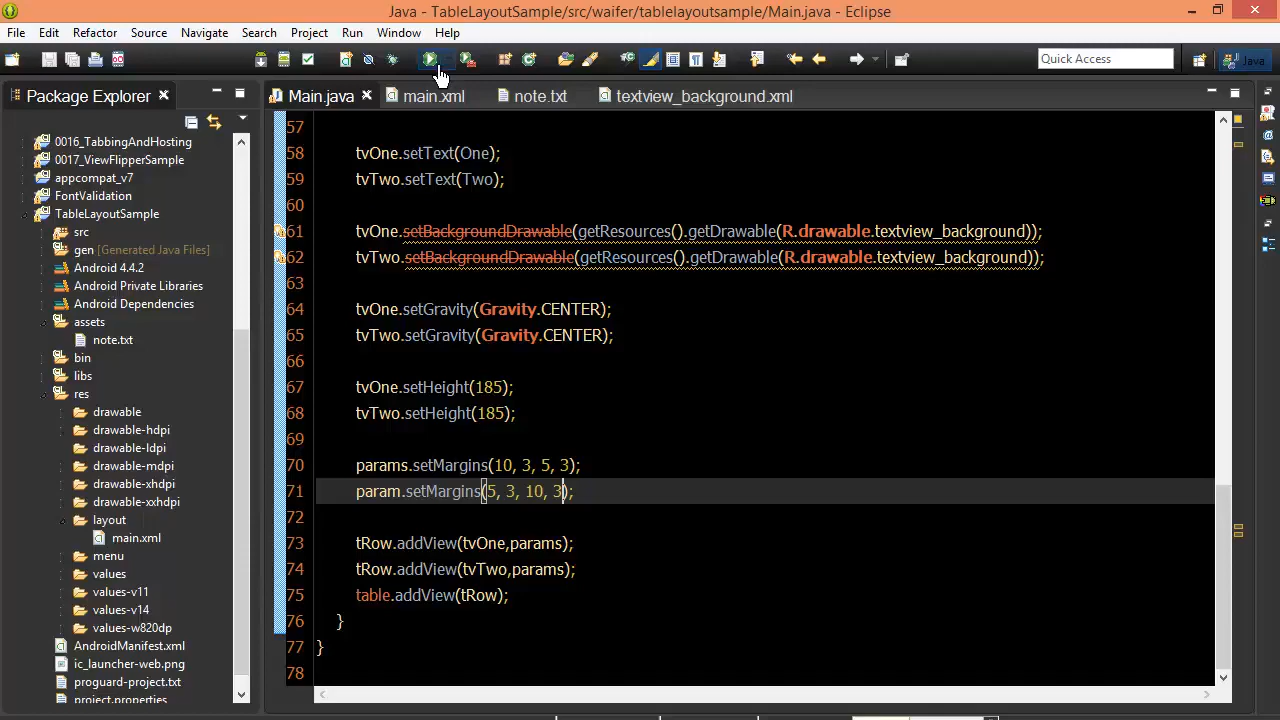 Java - TableLayoutSample/src/waifer/tablelayoutsample/Main.java - Eclipse
File Edit Refactor Source Navigate Search Project Run Window Help
Quick Access
Java
Package Explorer
Main.java
main.xml
note.txt
textview_background.xml
0016_TabbingAndHosting
0017_ViewFlipperSample
appcompat_v7
FontValidation
TableLayoutSample
src
gen [Generated Java Files]
Android 4.4.2
Android Private Libraries
Android Dependencies
assets
note.txt
bin
libs
res
drawable
drawable-hdpi
drawable-ldpi
drawable-mdpi
drawable-xhdpi
drawable-xxhdpi
layout
main.xml
menu
values
values-v11
values-v14
values-w820dp
AndroidManifest.xml
ic_launcher-web.png
proguard-project.txt
project.properties
57
58 tvOne.setText(One);
59 tvTwo.setText(Two);
60
61 tvOne.setBackgroundDrawable(getResources().getDrawable(R.drawable.textview_background));
62 tvTwo.setBackgroundDrawable(getResources().getDrawable(R.drawable.textview_background));
63
64 tvOne.setGravity(Gravity.CENTER);
65 tvTwo.setGravity(Gravity.CENTER);
66
67 tvOne.setHeight(185);
68 tvTwo.setHeight(185);
69
70 params.setMargins(10, 3, 5, 3);
71 param.setMargins(5, 3, 10, 3);
72
73 tRow.addView(tvOne,params);
74 tRow.addView(tvTwo,params);
75 table.addView(tRow);
76 }
77 }
78